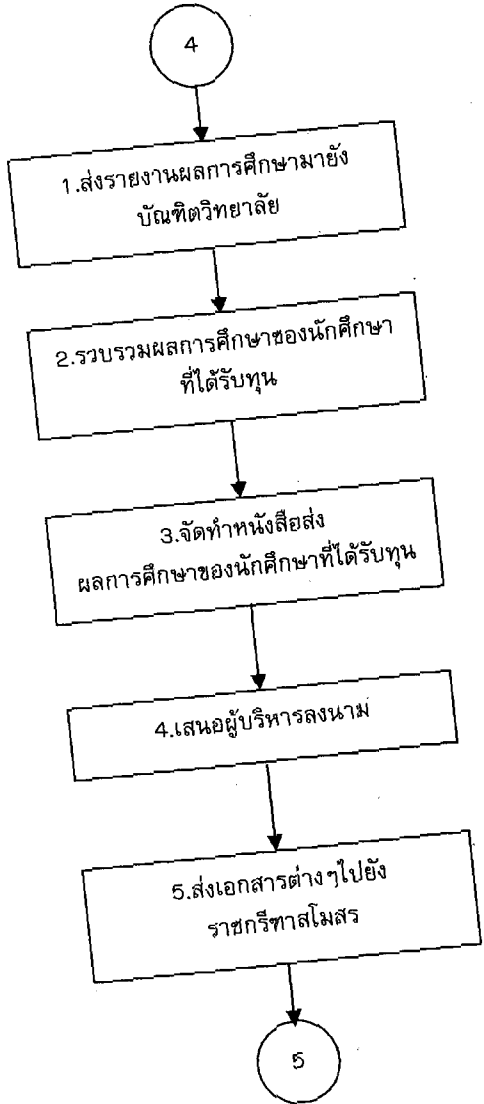 4
1.ส่งรายงานผลการศึกษามายัง
บัณฑิตวิทยาลัย
2.รวบรวมผลการศึกษาของนักศึกษา
ที่ได้รับทุน
3.จัดทำหนังสือส่ง
ผลการศึกษาของนักศึกษาที่ได้รับทุน
4.เสนอผู้บริหารลงนาม
5.ส่งเอกสารต่างๆไปยัง
ราชกรีฑาสโมสร
5